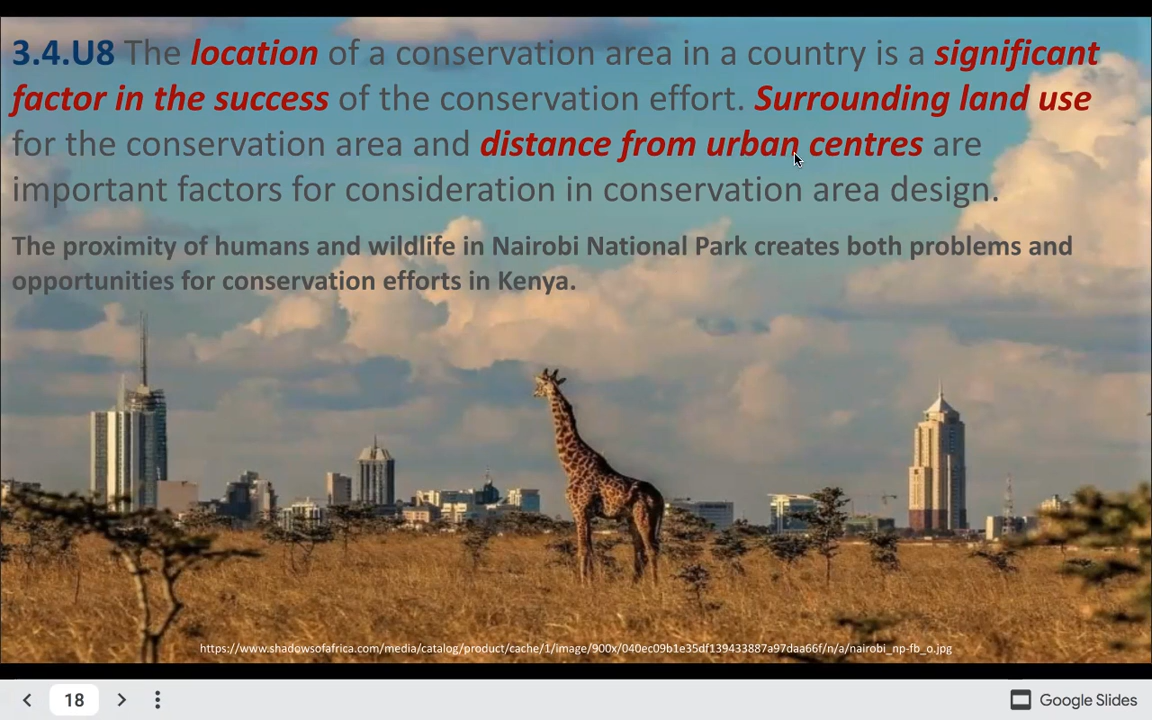 3.4.U8 The location of a conservation area in a country is a significant
factor in the success of the conservation effort. Surrounding land use
for the conservation area and distance from urban centres are
important factors for consideration in conservation area design.
The proximity of humans and wildlife in Nairobi National Park creates both problems and
opportunities for conservation efforts in Kenya.
https://www.shadowsofafrica.com/media/catalog/product/cache/1/image/900x/040ec09b1e35df139433887a97daa66f/n/a/nairobi_np-fb_o.jpg
18
Google Slides